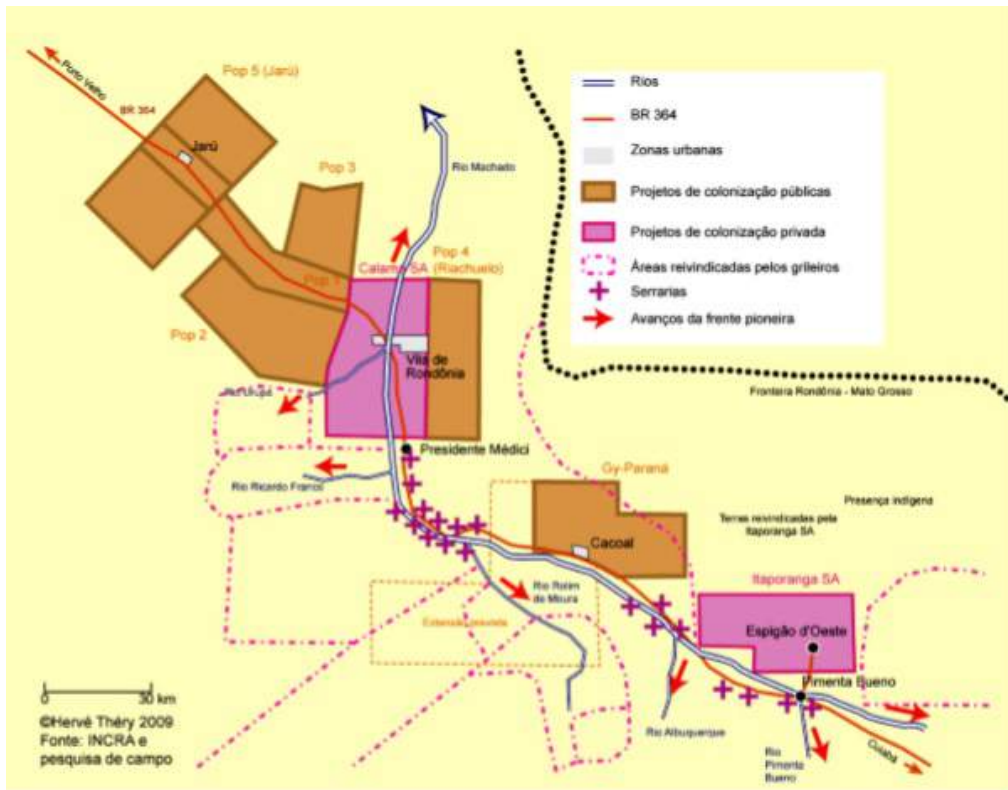 Porto Velho
BR 364
Pop 5 (Jarú)
Jarú
Pop 3
Rio Machado
Pop 4
(Riachuelo)
Calama SA
Pop 1
Pop 2
Vila de
Rondônia
Rio Urupá
Presidente Médici
Rio Ricardo Franco
Gy-Paraná
Cacoal
Rio Rolim
de Moura
Extensão prevista
Terras reivindicadas pela
Itaporanga SA
Presença indígena
Itaporanga SA
Espigão d'Oeste
Pimenta Bueno
Rio Albuquerque
Rio
Pimenta
Bueno
Cuiabá
Fronteira Rondônia - Mato Grosso
Rios
BR 364
Zonas urbanas
Projetos de colonização públicas
Projetos de colonização privada
Áreas reivindicadas pelos grileiros
Serrarias
Avanços da frente pioneira
0 30 km
©Hervé Théry 2009
Fonte: INCRA e
pesquisa de campo